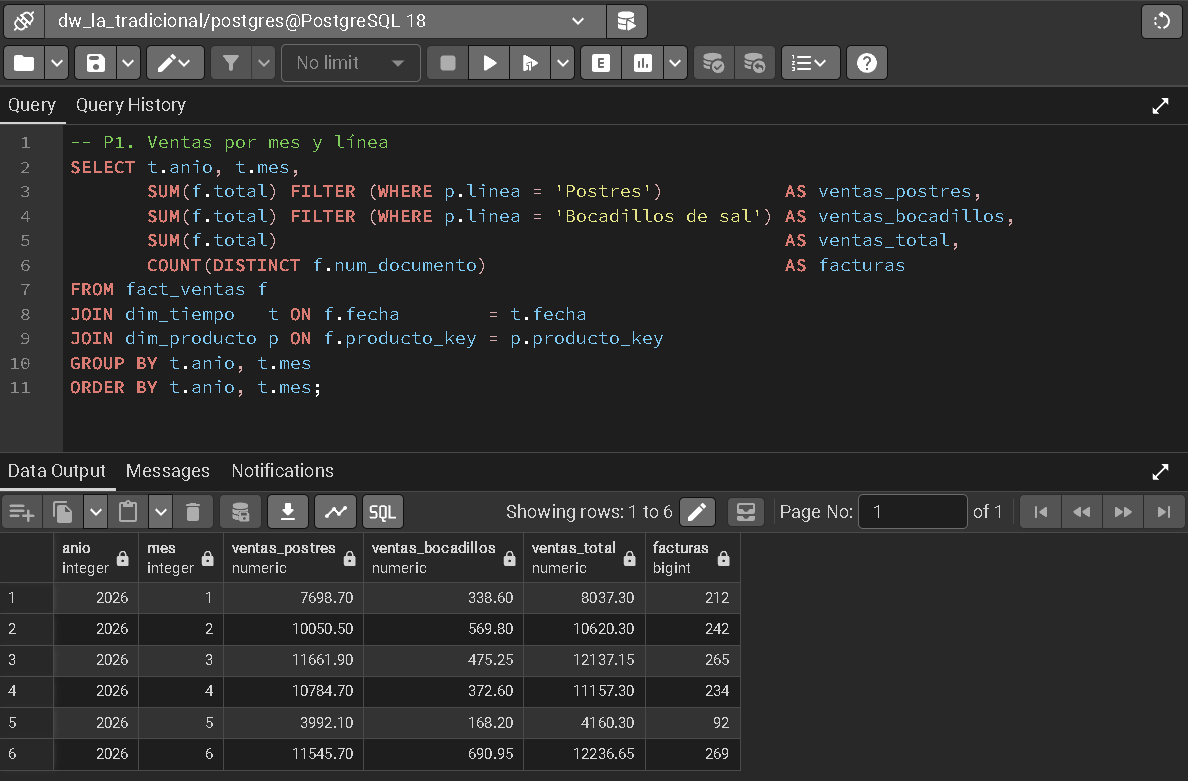 dw_la_tradicional/postgres@PostgreSQL 18
No limit
E
Query Query History
1 -- P1. Ventas por mes y línea
2 SELECT t.anio, t.mes,
3 SUM(f.total) FILTER (WHERE p.linea = 'Postres') AS ventas_postres,
4 SUM(f.total) FILTER (WHERE p.linea = 'Bocadillos de sal') AS ventas_bocadillos,
5 SUM(f.total) AS ventas_total,
6 COUNT(DISTINCT f.num_documento) AS facturas
7 FROM fact_ventas f
8 JOIN dim_tiempo t ON f.fecha = t.fecha
9 JOIN dim_producto p ON f.producto_key = p.producto_key
10 GROUP BY t.anio, t.mes
11 ORDER BY t.anio, t.mes;
Data Output Messages Notifications
SQL Showing rows: 1 to 6 Page No: 1 of 1
anio mes ventas_postres ventas_bocadillos ventas_total facturas
integer integer numeric numeric numeric bigint
1 2026 1 7698.70 338.60 8037.30 212
2 2026 2 10050.50 569.80 10620.30 242
3 2026 3 11661.90 475.25 12137.15 265
4 2026 4 10784.70 372.60 11157.30 234
5 2026 5 3992.10 168.20 4160.30 92
6 2026 6 11545.70 690.95 12236.65 269